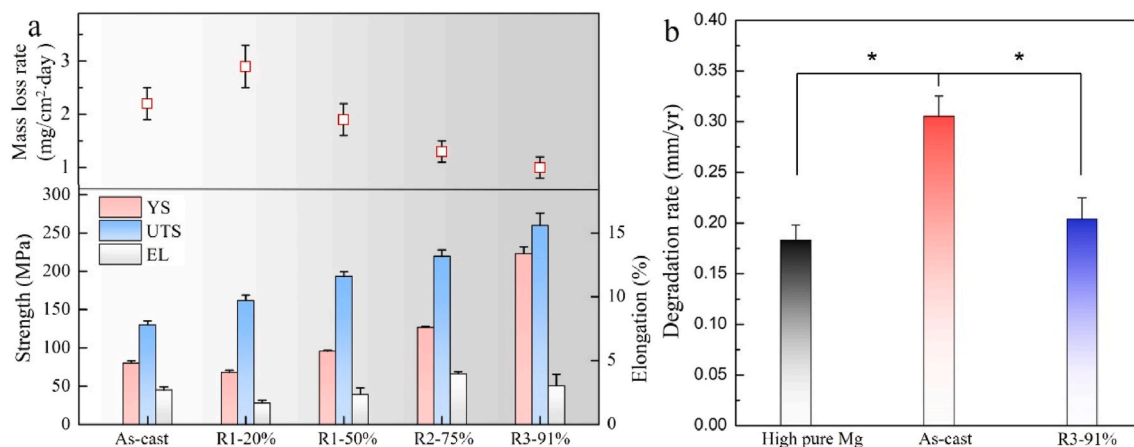 a
Mass loss rate
(mg/cm²·day)
3
2
1
300
250
200
150
100
50
0
Strength (MPa)
YS
UTS
EL
15
10
5
0
Elongation (%)
As-cast
R1-20%
R1-50%
R2-75%
R3-91%
b
Degradation rate (mm/yr)
0.40
0.35
0.30
0.25
0.20
0.15
0.10
0.05
0.00
*
*
High pure Mg
As-cast
R3-91%